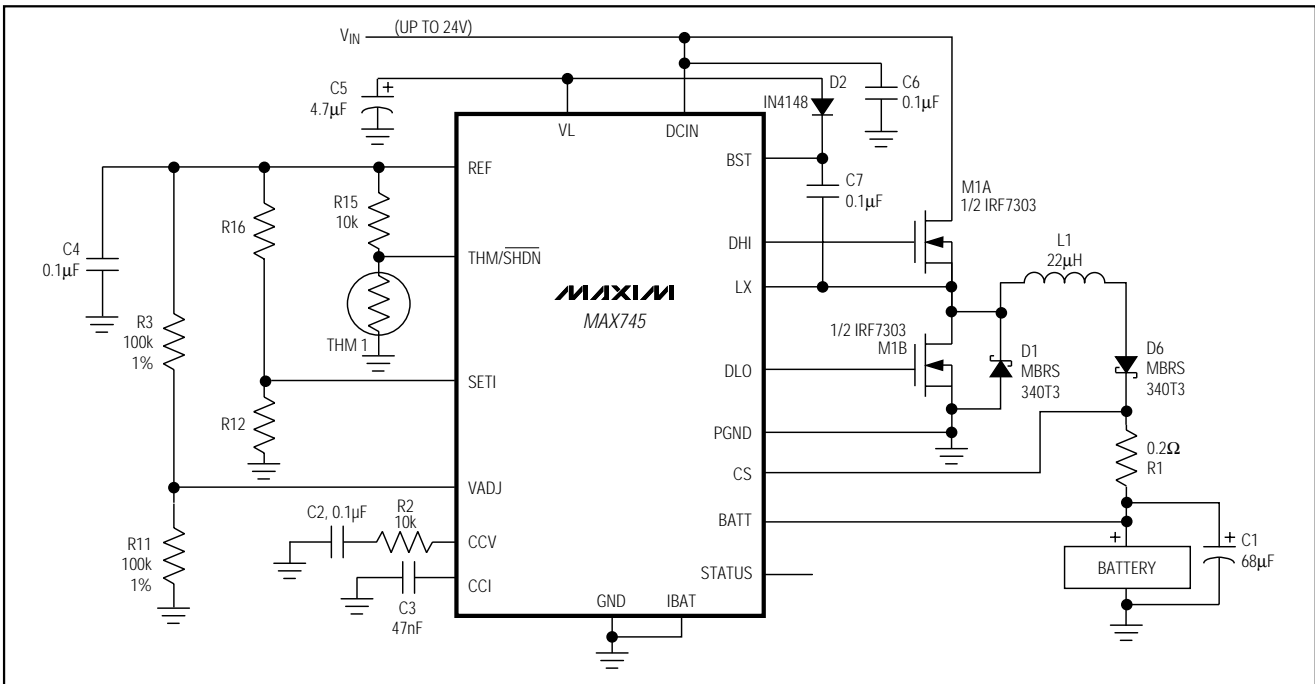 VIN (UP TO 24V)
C5
4.7µF
D2
IN4148
C6
0.1µF
VL
DCIN
REF
BST
C7
0.1µF
R15
10k
R16
M1A
1/2 IRF7303
C4
0.1µF
THM/SHDN
DHI
L1
22µH
MAXIM
MAX745
LX
R3
100k
1%
THM 1
1/2 IRF7303
M1B
D1
MBRS
340T3
D6
MBRS
340T3
SETI
DLO
R12
PGND
0.2Ω
R1
CS
VADJ
C2, 0.1µF
R2
10k
BATT
R11
100k
1%
CCV
C1
68µF
BATTERY
STATUS
CCI
C3
47nF
GND
IBAT